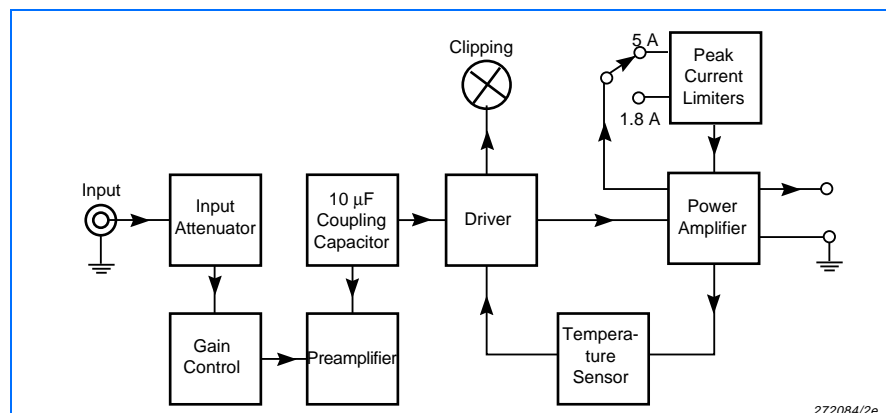 Clipping
5 A
Peak
Current
Limiters
1.8 A
Input
Input
Attenuator
10 µF
Coupling
Capacitor
Driver
Power
Amplifier
Gain
Control
Preamplifier
Tempera-
ture
Sensor
272084/2e